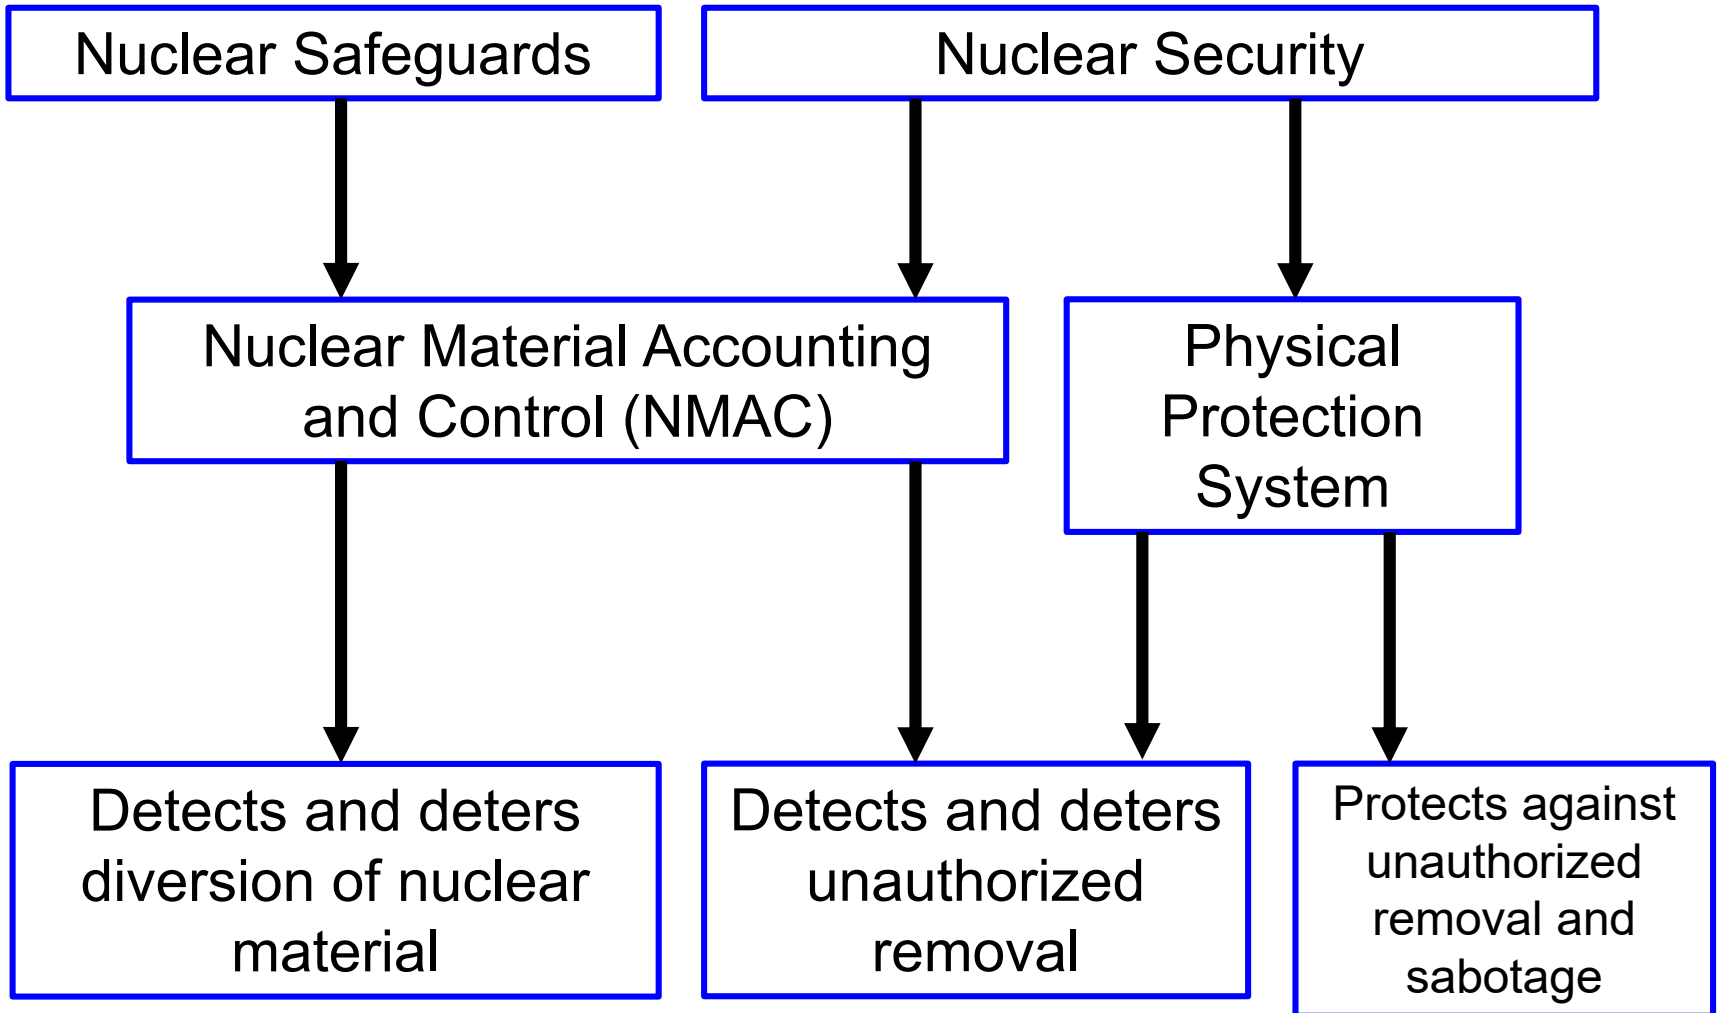 Nuclear Safeguards
Nuclear Security
Nuclear Material Accounting
and Control (NMAC)
Physical
Protection
System
Detects and deters
diversion of nuclear
material
Detects and deters
unauthorized
removal
Protects against
unauthorized
removal and
sabotage